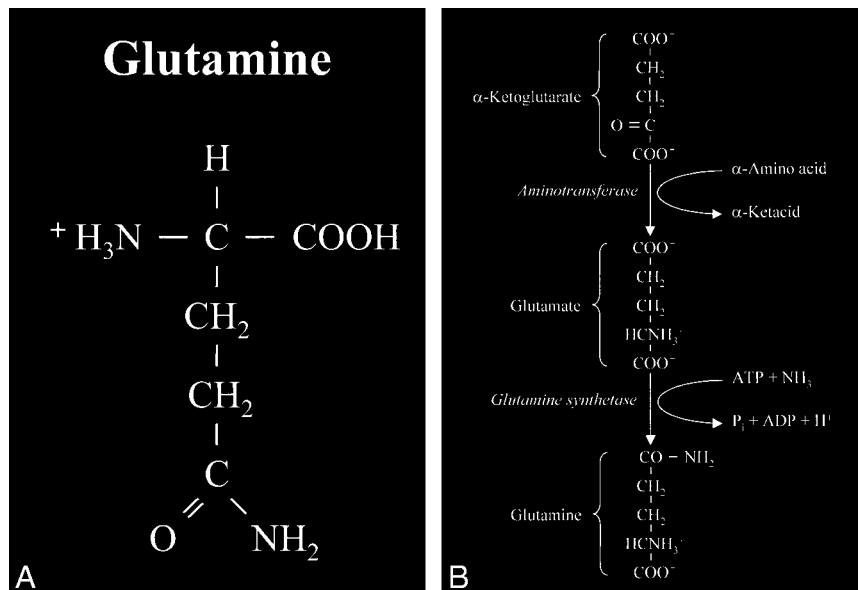 Glutamine
H
+ H₃N — C — COOH
CH₂
CH₂
C
O
NH₂
A
COO⁻
CH₂
α-Ketoglutarate
CH₂
O = C
COO⁻
α-Amino acid
Aminotransferase
α-Ketacid
COO⁻
CH₂
Glutamate
CH₂
HCNH₃⁺
COO⁻
ATP + NH₃
Glutamine synthetase
Pᵢ + ADP + H⁺
CO – NH₂
CH₂
Glutamine
CH₂
HCNH₃⁺
COO⁻
B